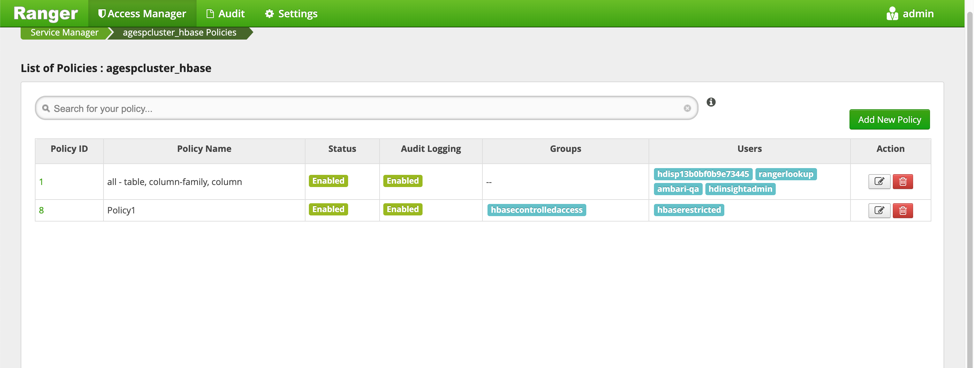 Ranger Access Manager Audit Settings admin
Service Manager agespcluster_hbase Policies
List of Policies : agespcluster_hbase
Search for your policy...
Add New Policy
Policy ID Policy Name Status Audit Logging Groups Users Action
1 all - table, column-family, column Enabled Enabled -- hdisp13b0bf0b9e73445 rangerlookup
ambari-qa hdinsightadmin
8 Policy1 Enabled Enabled hbasecontrolledaccess hbaserestricted